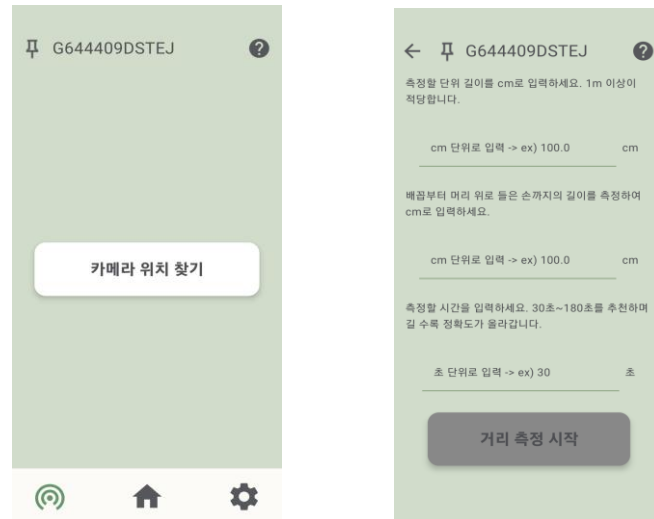 G644409DSTEJ
카메라 위치 찾기
G644409DSTEJ
측정할 단위 길이를 cm로 입력하세요. 1m 이상이
적당합니다.
cm 단위로 입력 -> ex) 100.0 cm
배꼽부터 머리 위로 들은 손까지의 길이를 측정하여
cm로 입력하세요.
cm 단위로 입력 -> ex) 100.0 cm
측정할 시간을 입력하세요. 30초~180초를 추천하며
길 수록 정확도가 올라갑니다.
초 단위로 입력 -> ex) 30 초
거리 측정 시작